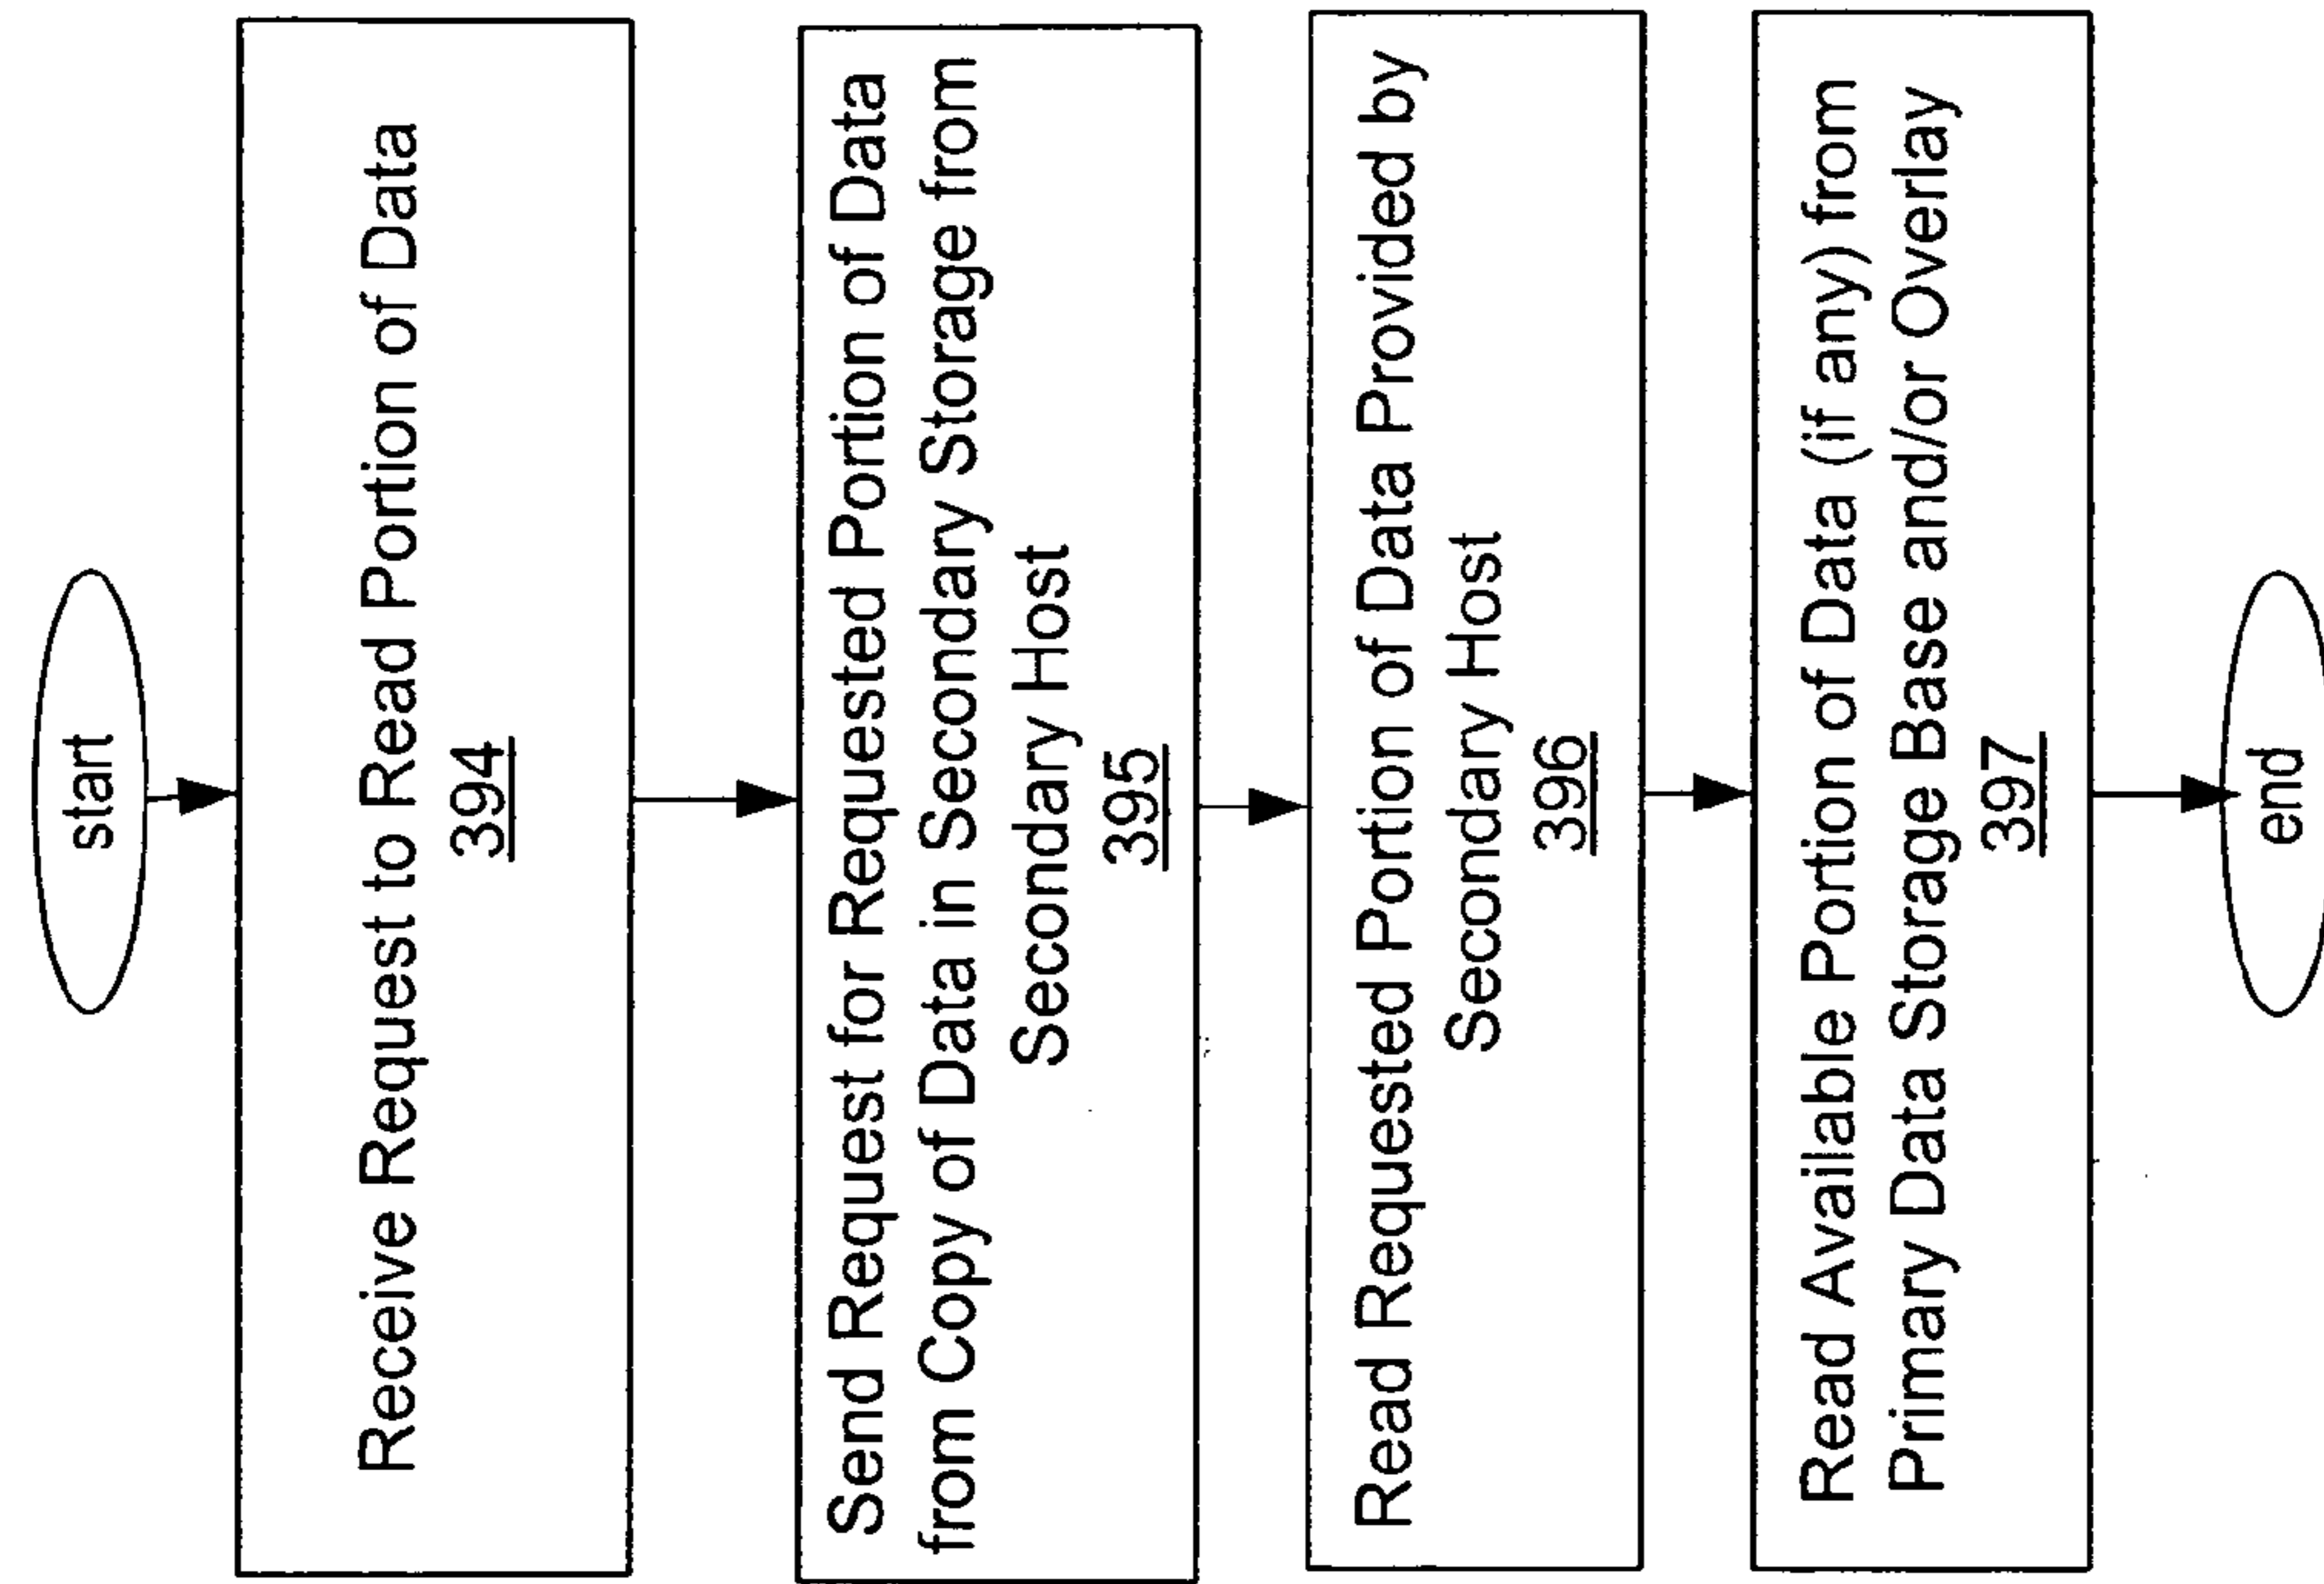 start
Receive Request to Read Portion of Data
394
Send Request for Requested Portion of Data
from Copy of Data in Secondary Storage from
Secondary Host
395
Read Requested Portion of Data Provided by
Secondary Host
396
Read Available Portion of Data (if any) from
Primary Data Storage Base and/or Overlay
397
end